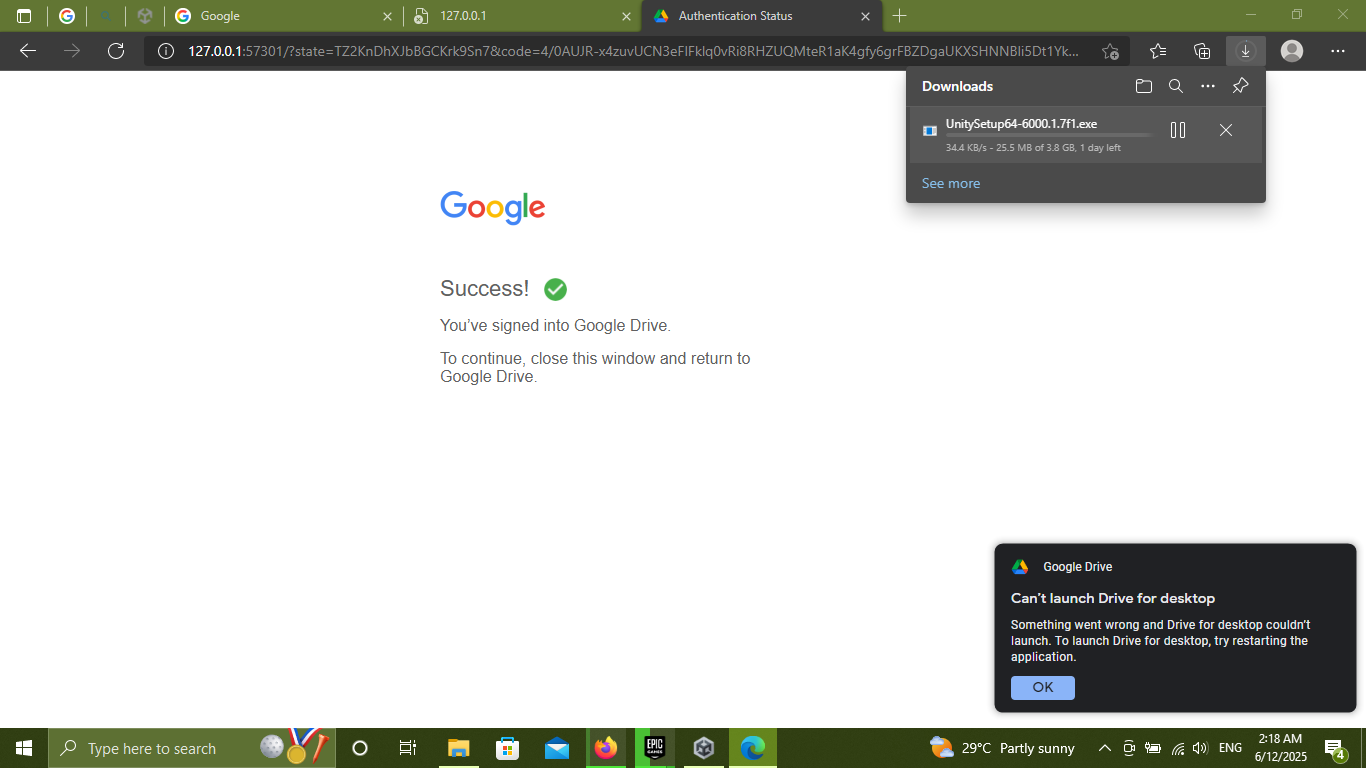 Google
127.0.0.1
Authentication Status
127.0.0.1:57301/?state=TZ2KnDhXJbBGCKrk9Sn7&code=4/0AUJR-x4zuvUCN3eFlFklq0vRi8RHZUQMteR1aK4gfy6grFBZDgaUKXSHNNBli5Dt1Yk...
Downloads
UnitySetup64-6000.1.7f1.exe
34.4 KB/s - 25.5 MB of 3.8 GB, 1 day left
See more
Google
Success!
You've signed into Google Drive.
To continue, close this window and return to
Google Drive.
Google Drive
Can't launch Drive for desktop
Something went wrong and Drive for desktop couldn't
launch. To launch Drive for desktop, try restarting the
application.
OK
Type here to search
EPIC
GAMES
29°C Partly sunny
ENG
2:18 AM
6/12/2025
4